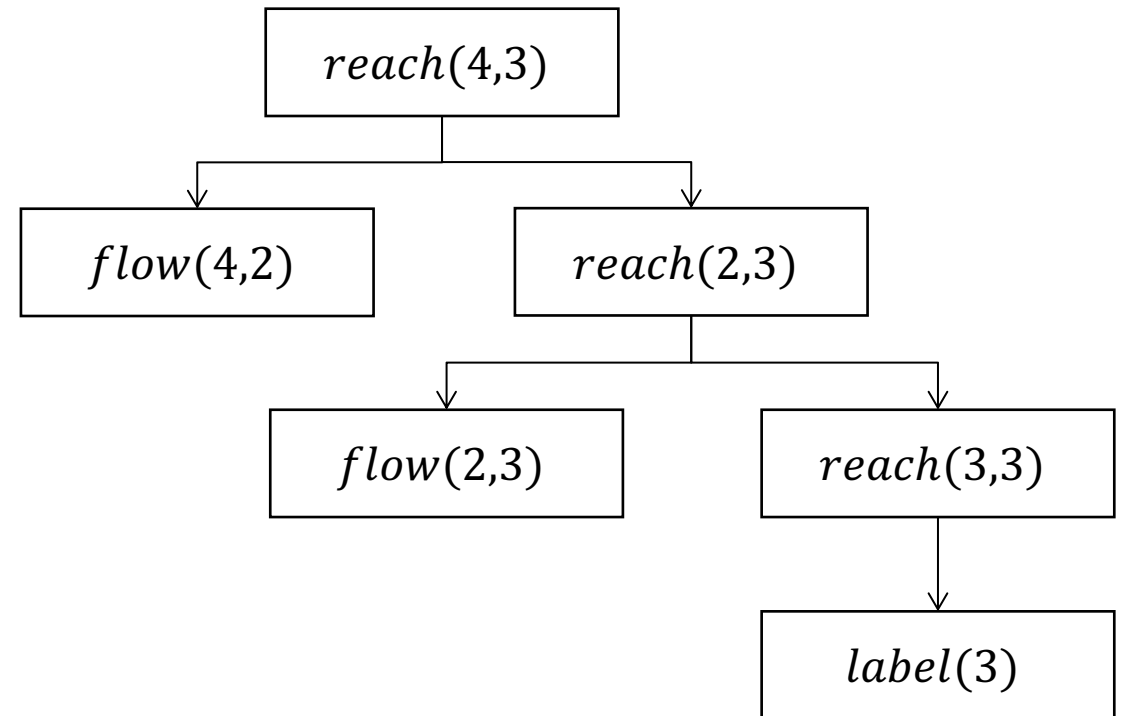 reach(4,3)
flow(4,2)
reach(2,3)
flow(2,3)
reach(3,3)
label(3)